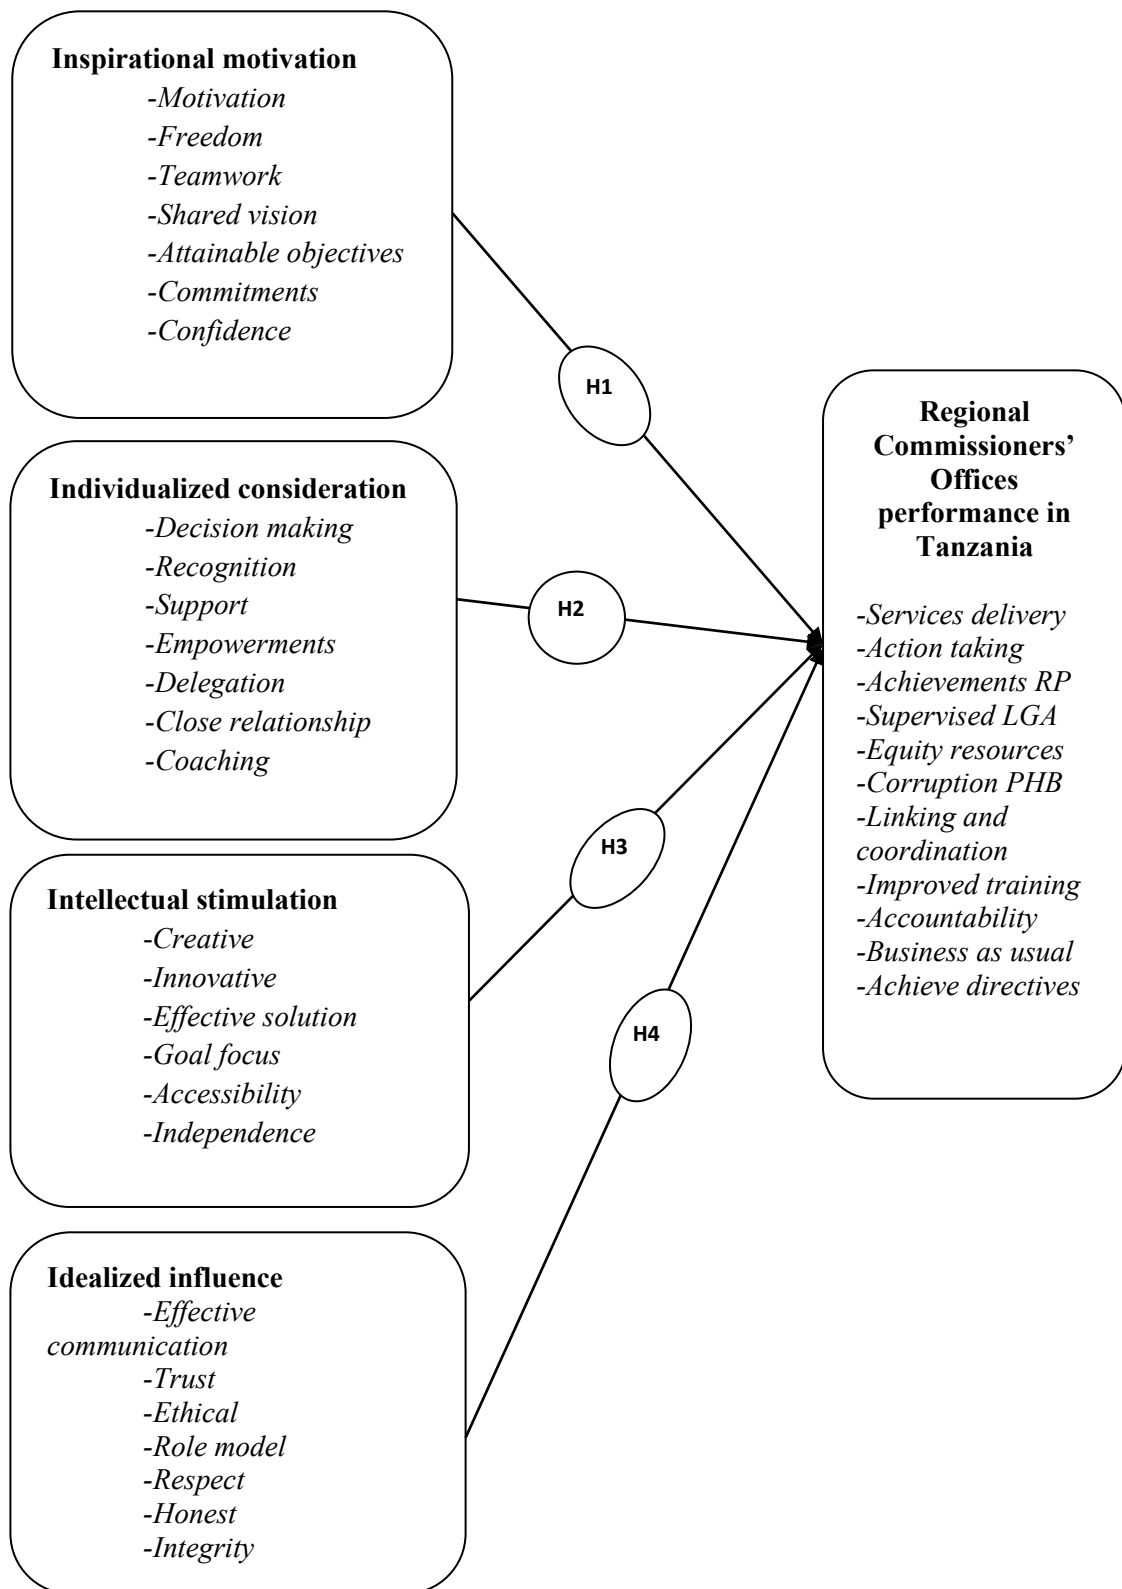 Inspirational motivation
-Motivation
-Freedom
-Teamwork
-Shared vision
-Attainable objectives
-Commitments
-Confidence
H1
Individualized consideration
-Decision making
-Recognition
-Support
-Empowerments
-Delegation
-Close relationship
-Coaching
H2
Intellectual stimulation
-Creative
-Innovative
-Effective solution
-Goal focus
-Accessibility
-Independence
H3
Idealized influence
-Effective
communication
-Trust
-Ethical
-Role model
-Respect
-Honest
-Integrity
H4
Regional
Commissioners’
Offices
performance in
Tanzania
-Services delivery
-Action taking
-Achievements RP
-Supervised LGA
-Equity resources
-Corruption PHB
-Linking and
coordination
-Improved training
-Accountability
-Business as usual
-Achieve directives